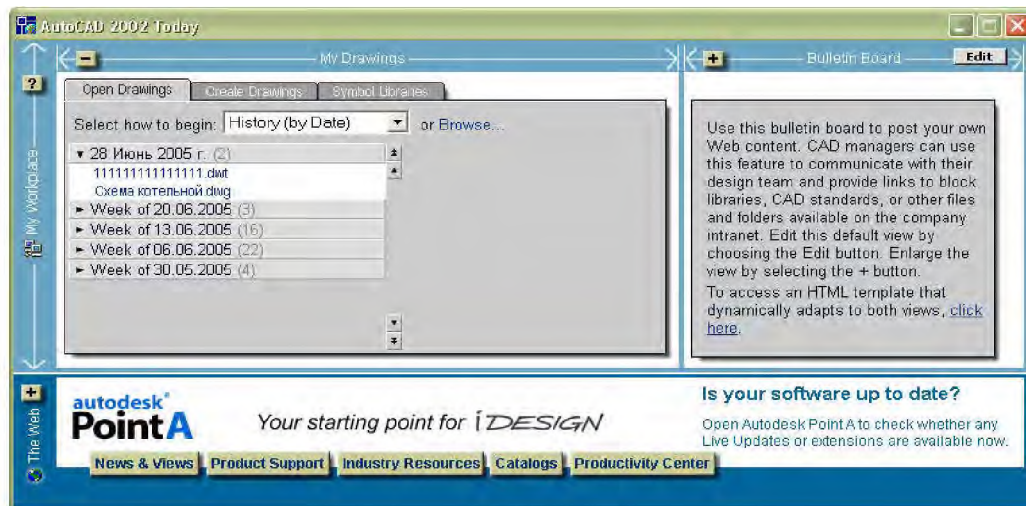 AutoCAD 2002 Today
My Drawings
Bulletin Board
Edit
?
My Workplace
Open Drawings
Create Drawings
Symbol Libraries
Select how to begin: History (by Date) or Browse...
28 Июнь 2005 г. (2)
111111111111111.dwt
Схема котельной.dwg
Week of 20.06.2005 (3)
Week of 13.06.2005 (16)
Week of 06.06.2005 (22)
Week of 30.05.2005 (4)
Use this bulletin board to post your own
Web content. CAD managers can use
this feature to communicate with their
design team and provide links to block
libraries, CAD standards, or other files
and folders available on the company
intranet. Edit this default view by
choosing the Edit button. Enlarge the
view by selecting the + button.
To access an HTML template that
dynamically adapts to both views, click
here.
The Web
autodesk®
Point A
Your starting point for iDESIGN
Is your software up to date?
Open Autodesk Point A to check whether any
Live Updates or extensions are available now.
News & Views
Product Support
Industry Resources
Catalogs
Productivity Center